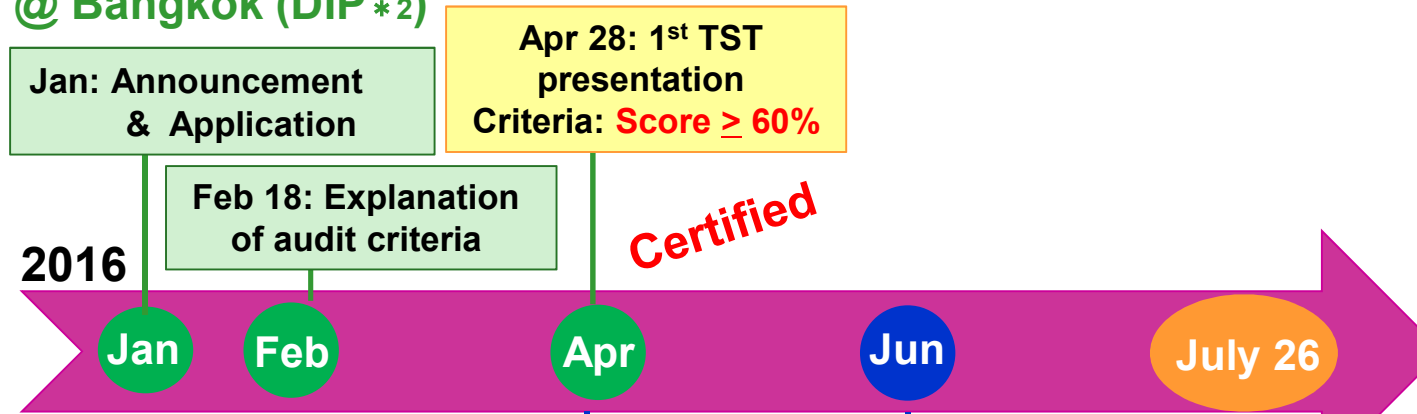 @ Bangkok (DIP*2)
Jan: Announcement
& Application
Apr 28: 1st TST
presentation
Criteria: Score ≥ 60%
Feb 18: Explanation
of audit criteria
Certified
2016
Jan
Feb
Apr
Jun
July 26